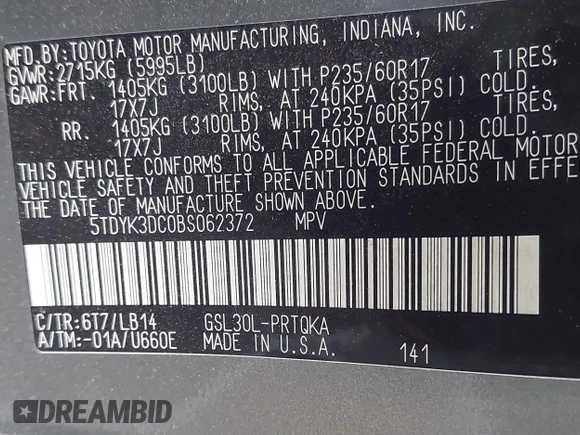 MFD.BY:TOYOTA MOTOR MANUFACTURING, INDIANA, INC.
GVWR:2715KG (5995LB)
GAWR:FRT. 1405KG (3100LB) WITH P235/60R17 TIRES,
17X7J RIMS, AT 240KPA (35PSI) COLD.
RR. 1405KG (3100LB) WITH P235/60R17 TIRES,
17X7J RIMS, AT 240KPA (35PSI) COLD.
THIS VEHICLE CONFORMS TO ALL APPLICABLE FEDERAL MOTOR
VEHICLE SAFETY AND THEFT PREVENTION STANDARDS IN EFFE
THE DATE OF MANUFACTURE SHOWN ABOVE.
5TDYK3DC0BS062372 MPV
C/TR:6T7/LB14 GSL30L-PRTQKA
A/TM:-01A/U660E MADE IN U.S.A. 141
DREAMBID